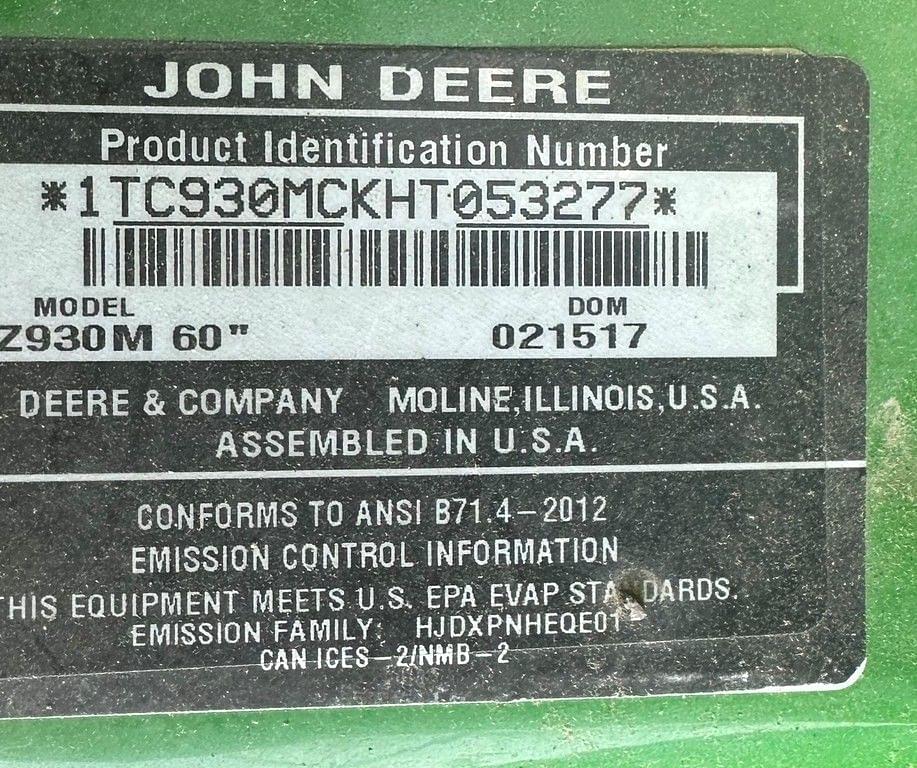 JOHN DEERE
Product Identification Number
*1TC930MCKHT053277*
MODEL DOM
Z930M 60" 021517
DEERE & COMPANY MOLINE, ILLINOIS, U.S.A.
ASSEMBLED IN U.S.A.
CONFORMS TO ANSI B71.4-2012
EMISSION CONTROL INFORMATION
THIS EQUIPMENT MEETS U.S. EPA EVAP STANDARDS.
EMISSION FAMILY: HJDXPNHEQE01
CAN ICES-2/NMB-2